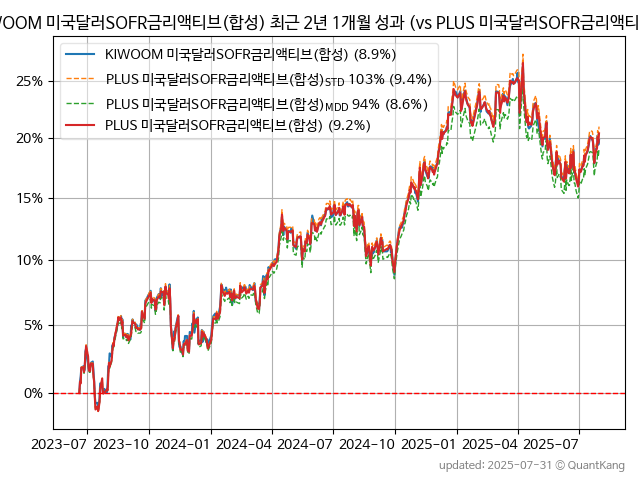 WOOM 미국달러SOFR금리액티브(합성) 최근 2년 1개월 성과 (vs PLUS 미국달러SOFR금리액티
KIWOOM 미국달러SOFR금리액티브(합성) (8.9%)
PLUS 미국달러SOFR금리액티브(합성)STD 103% (9.4%)
PLUS 미국달러SOFR금리액티브(합성)MDD 94% (8.6%)
PLUS 미국달러SOFR금리액티브(합성) (9.2%)
25%
20%
15%
10%
5%
0%
2023-07 2023-10 2024-01 2024-04 2024-07 2024-10 2025-01 2025-04 2025-07
updated: 2025-07-31 © QuantKang